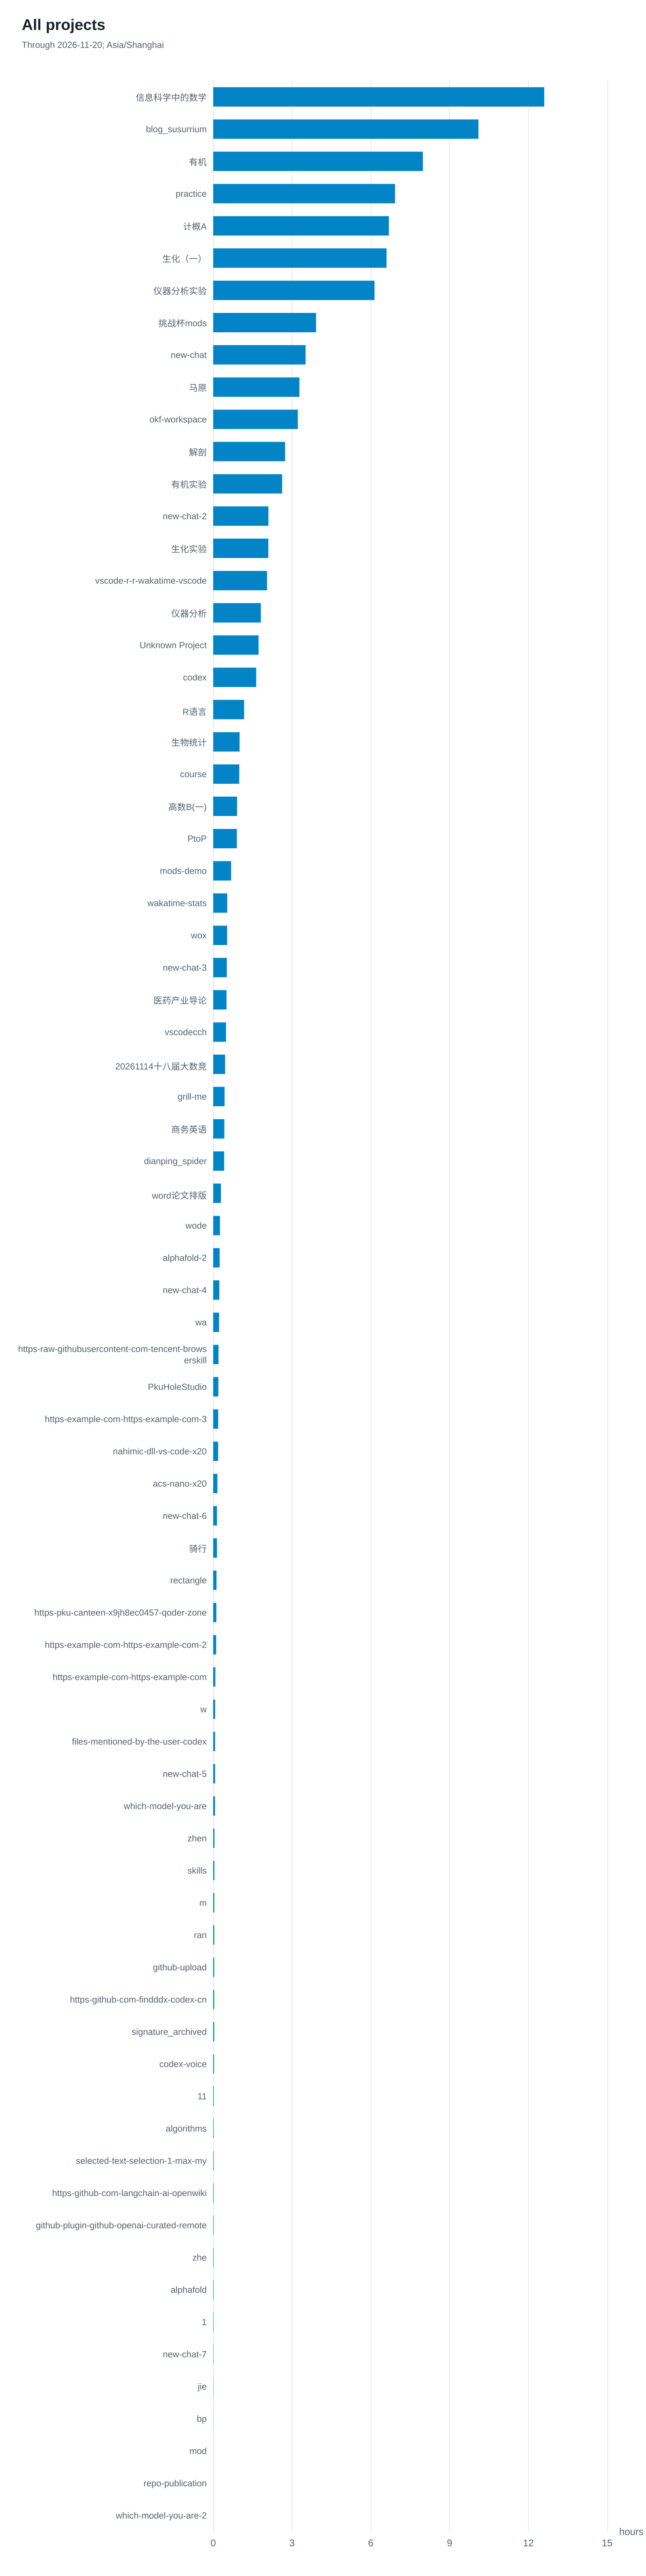 All projects
Through 2026-11-20; Asia/Shanghai
信息科学中的数学
blog_susurrium
有机
practice
计概A
生化（一）
仪器分析实验
挑战杯mods
new-chat
马原
okf-workspace
解剖
有机实验
new-chat-2
生化实验
vscode-r-r-wakatime-vscode
仪器分析
Unknown Project
codex
R语言
生物统计
course
高数B(一)
PtoP
mods-demo
wakatime-stats
wox
new-chat-3
医药产业导论
vscodecch
20261114十八届大数竞
grill-me
商务英语
dianping_spider
word论文排版
wode
alphafold-2
new-chat-4
wa
https-raw-githubusercontent-com-tencent-brows
erskill
PkuHoleStudio
https-example-com-https-example-com-3
nahimic-dll-vs-code-x20
acs-nano-x20
new-chat-6
骑行
rectangle
https-pku-canteen-x9jh8ec0457-qoder-zone
https-example-com-https-example-com-2
https-example-com-https-example-com
w
files-mentioned-by-the-user-codex
new-chat-5
which-model-you-are
zhen
skills
m
ran
github-upload
https-github-com-findddx-codex-cn
signature_archived
codex-voice
11
algorithms
selected-text-selection-1-max-my
https-github-com-langchain-ai-openwiki
github-plugin-github-openai-curated-remote
zhe
alphafold
1
new-chat-7
jie
bp
mod
repo-publication
which-model-you-are-2
hours
0 3 6 9 12 15